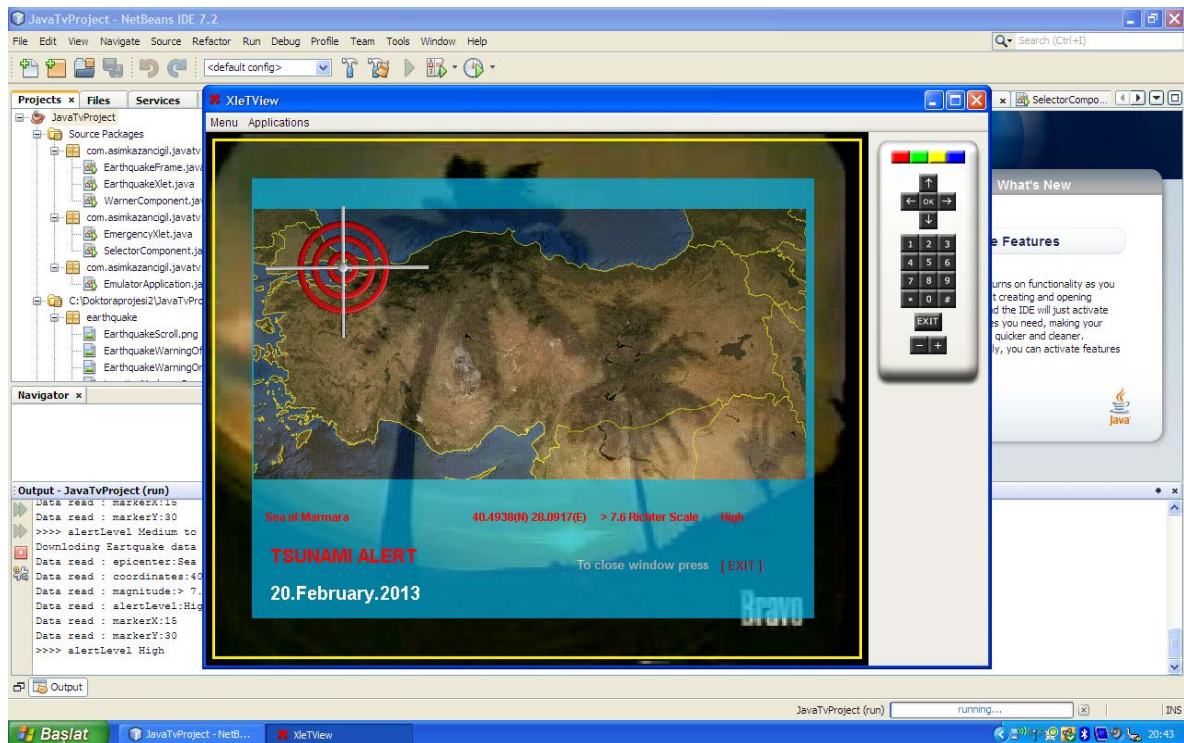 JavaTvProject - NetBeans IDE 7.2
File Edit View Navigate Source Refactor Run Debug Profile Team Tools Window Help
Search (Ctrl+I)
<default config>
Projects Files Services
SelectorCompo...
JavaTvProject
Source Packages
com.asimkazancigil.javatv
EarthquakeFrame.java
EarthquakeXlet.java
WarnerComponent.jav
com.asimkazancigil.javatv
EmergencyXlet.java
SelectorComponent.ja
com.asimkazancigil.javatv
EmulatorApplication.ja
C:\Doktoraprojesi2\JavaTvPro
earthquake
EarthquakeScroll.png
EarthquakeWarningOf
EarthquakeWarningOr
Navigator
XleTView
Menu Applications
Sea of Marmara 40.4938(N) 28.0917(E) > 7.6 Richter Scale High
TSUNAMI ALERT
To close window press [ EXIT ]
20.February.2013
Bravo
OK
1 2 3
4 5 6
7 8 9
* 0 #
EXIT
- +
What's New
e Features
urns on functionality as you
t creating and opening
nd the IDE will just activate
es you need, making your
quicker and cleaner.
ly, you can activate features
Java
Output - JavaTvProject (run)
Data read : markerX:15
Data read : markerY:30
>>>> alertLevel Medium to
Downloding Eartquake data
Data read : epicenter:Sea
Data read : coordinates:40
Data read : magnitude:> 7.
Data read : alertLevel:Hig
Data read : markerX:15
Data read : markerY:30
>>>> alertLevel High
Output
JavaTvProject (run) running... INS
Başlat JavaTvProject - NetB... XleTView 20:43